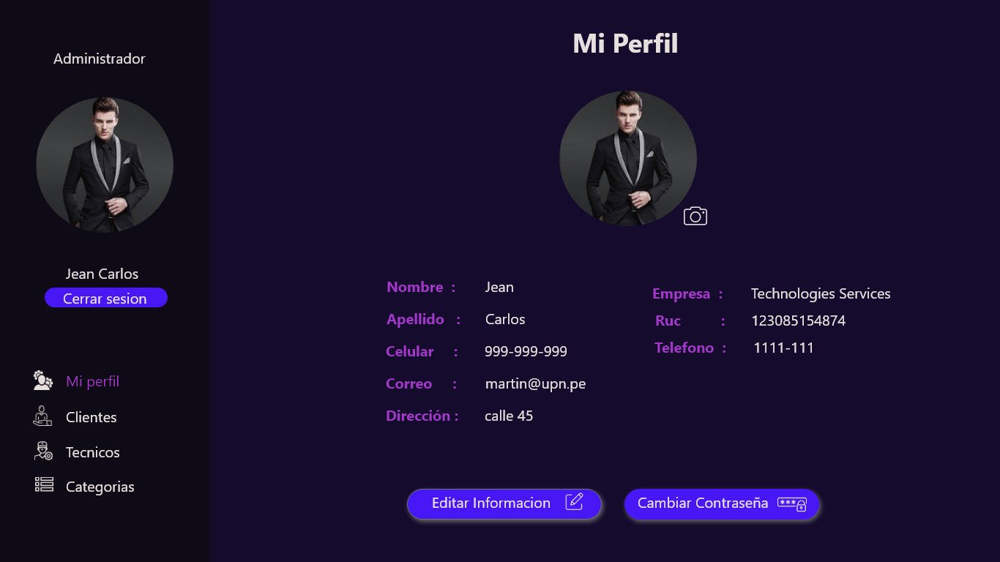 Administrador
Jean Carlos
Cerrar sesion
Mi perfil
Clientes
Tecnicos
Categorias
Mi Perfil
Nombre : Jean
Apellido : Carlos
Celular : 999-999-999
Correo : martin@upn.pe
Dirección : calle 45
Empresa : Technologies Services
Ruc : 123085154874
Telefono : 1111-111
Editar Informacion
Cambiar Contraseña ***